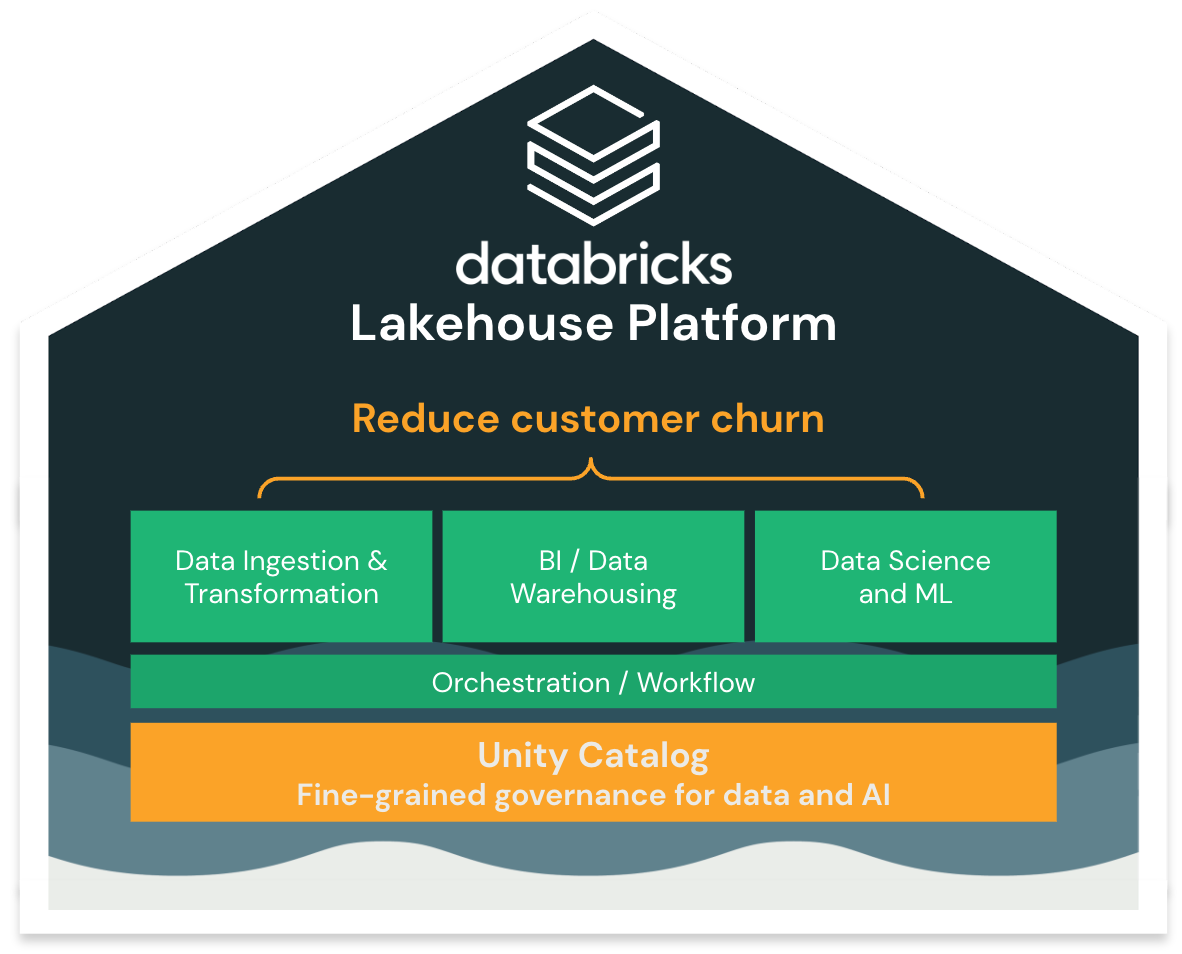 databricks
Lakehouse Platform
Reduce customer churn
Data Ingestion &
Transformation
BI / Data
Warehousing
Data Science
and ML
Orchestration / Workflow
Unity Catalog
Fine-grained governance for data and AI